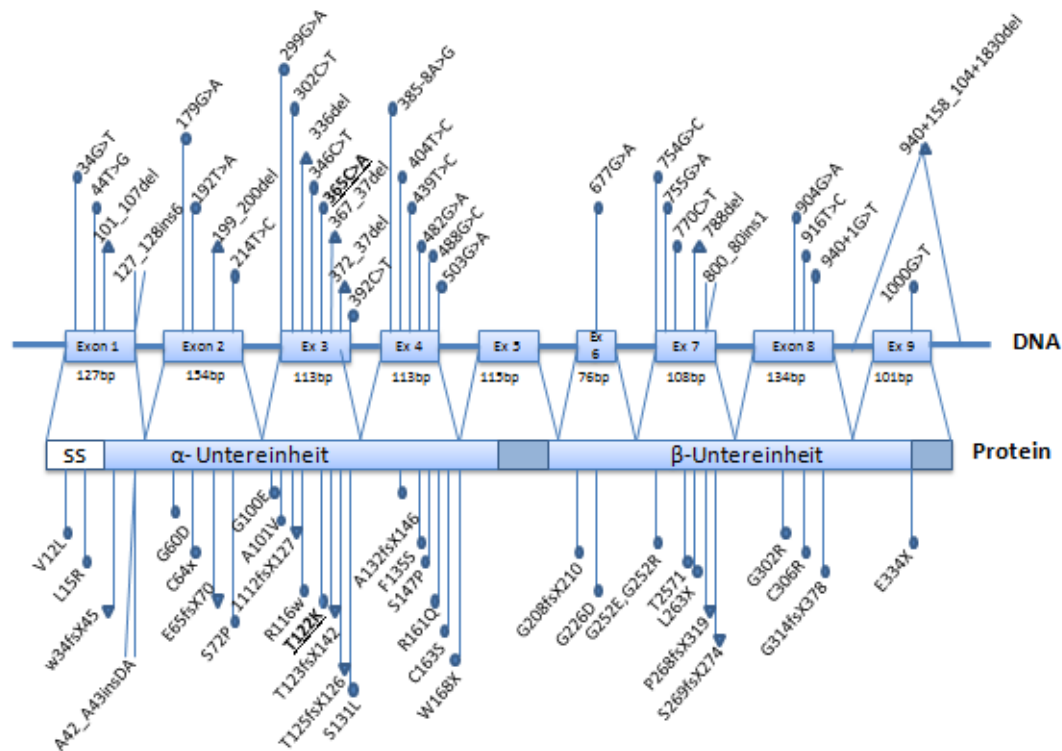 34G>T
44T>G
101_107del
127_128ins6
179G>A
192T>A
199_200del
214T>C
299G>A
302C>T
336del
346C>T
365C>A
367_37del
372_37del
392C>T
385-8A>G
404T>C
439T>C
482G>A
488G>C
503G>A
677G>A
754G>C
755G>A
770C>T
788del
800_80ins1
904G>A
916T>C
940+1G>T
940+158_104+1830del
1000G>T
Exon 1
Exon 2
Ex 3
Ex 4
Ex 5
Ex 6
Ex 7
Exon 8
Ex 9
DNA
127bp
154bp
113bp
113bp
115bp
76bp
108bp
134bp
101bp
SS
α- Untereinheit
β-Untereinheit
Protein
V12L
L15R
w34fsX45
A42_A43insDA
G60D
C64x
E65fsX70
S72P
G100E
A101V
1112fsX127
R116w
T122K
T123fsX142
T125fsX126
S131L
A132fsX146
F135S
S147P
R161Q
C163S
W168X
G208fsX210
G226D
G252E, G252R
T2571
L263X
P268fsX319
S269fsX274
G302R
C306R
G314fsX378
E334X